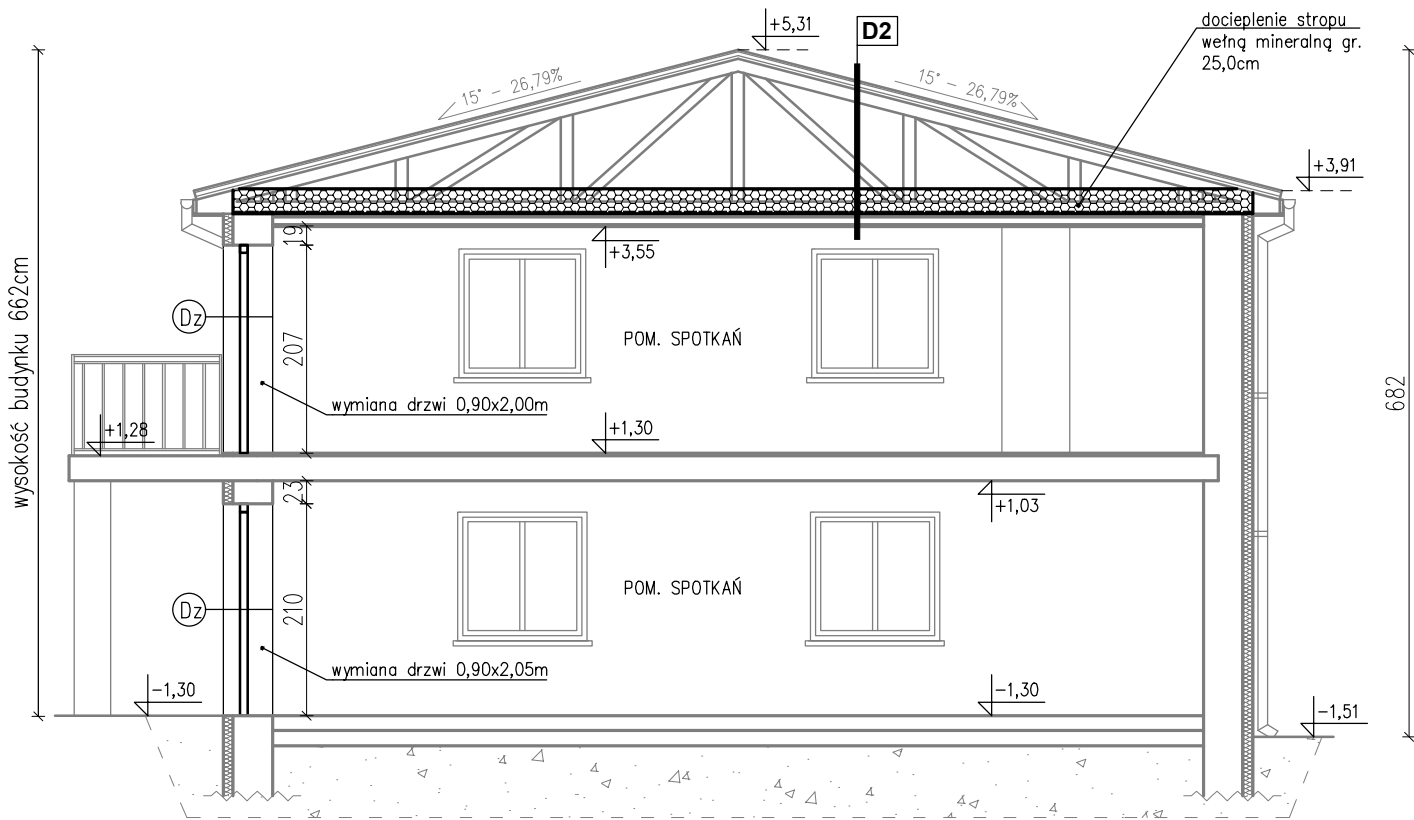 +5,31
D2
docieplenie stropu
wełną mineralną gr.
25,0cm
15° - 26,79%
15° - 26,79%
+3,91
19
+3,55
wysokość budynku 662cm
Dz
207
POM. SPOTKAŃ
682
wymiana drzwi 0,90x2,00m
+1,28
+1,30
23
+1,03
Dz
210
POM. SPOTKAŃ
wymiana drzwi 0,90x2,05m
-1,30
-1,30
-1,51